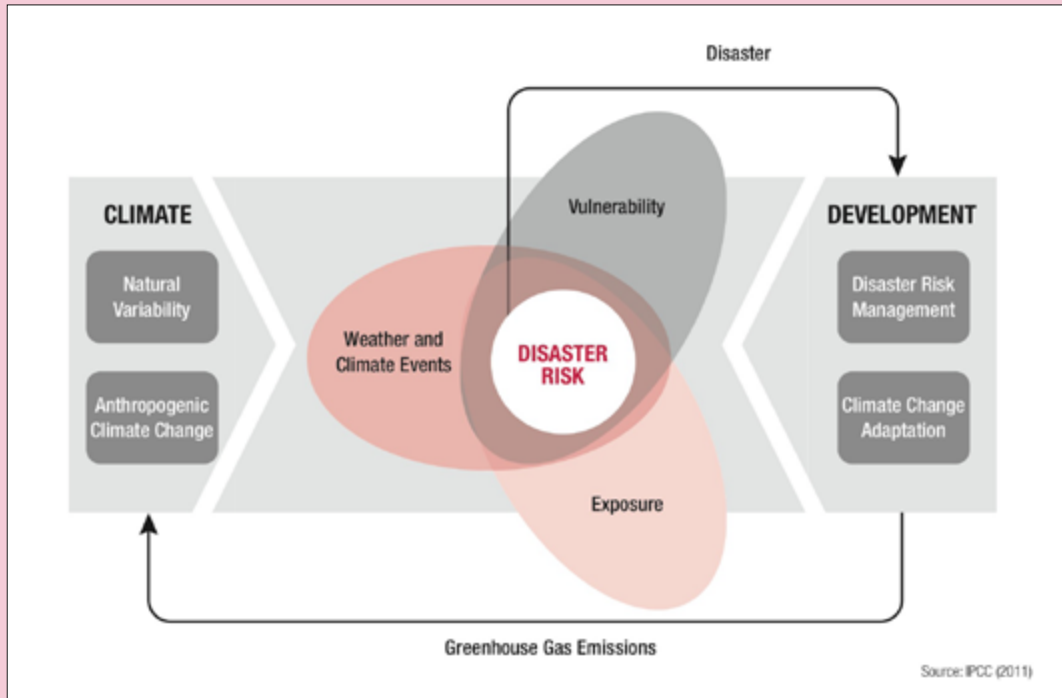 Disaster
CLIMATE
Natural
Variability
Anthropogenic
Climate Change
Vulnerability
Weather and
Climate Events
DISASTER
RISK
Exposure
DEVELOPMENT
Disaster Risk
Management
Climate Change
Adaptation
Greenhouse Gas Emissions
Source: IPCC (2011)